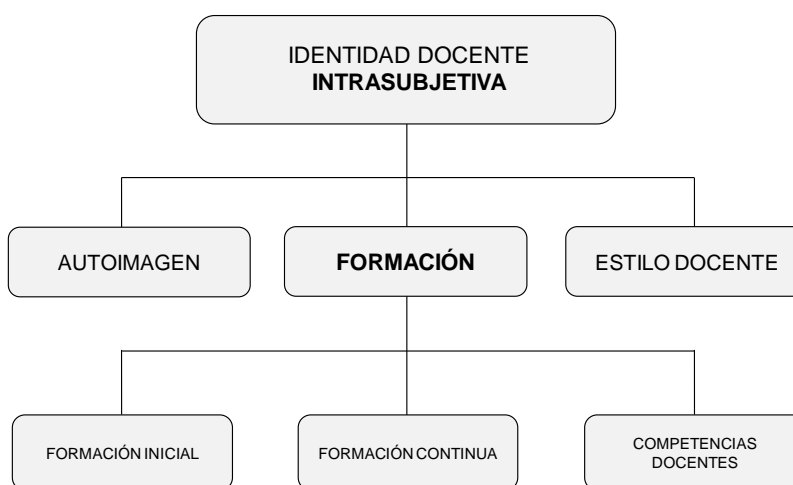 IDENTIDAD DOCENTE
INTRASUBJETIVA
AUTOIMAGEN
FORMACIÓN
ESTILO DOCENTE
FORMACIÓN INICIAL
FORMACIÓN CONTINUA
COMPETENCIAS
DOCENTES